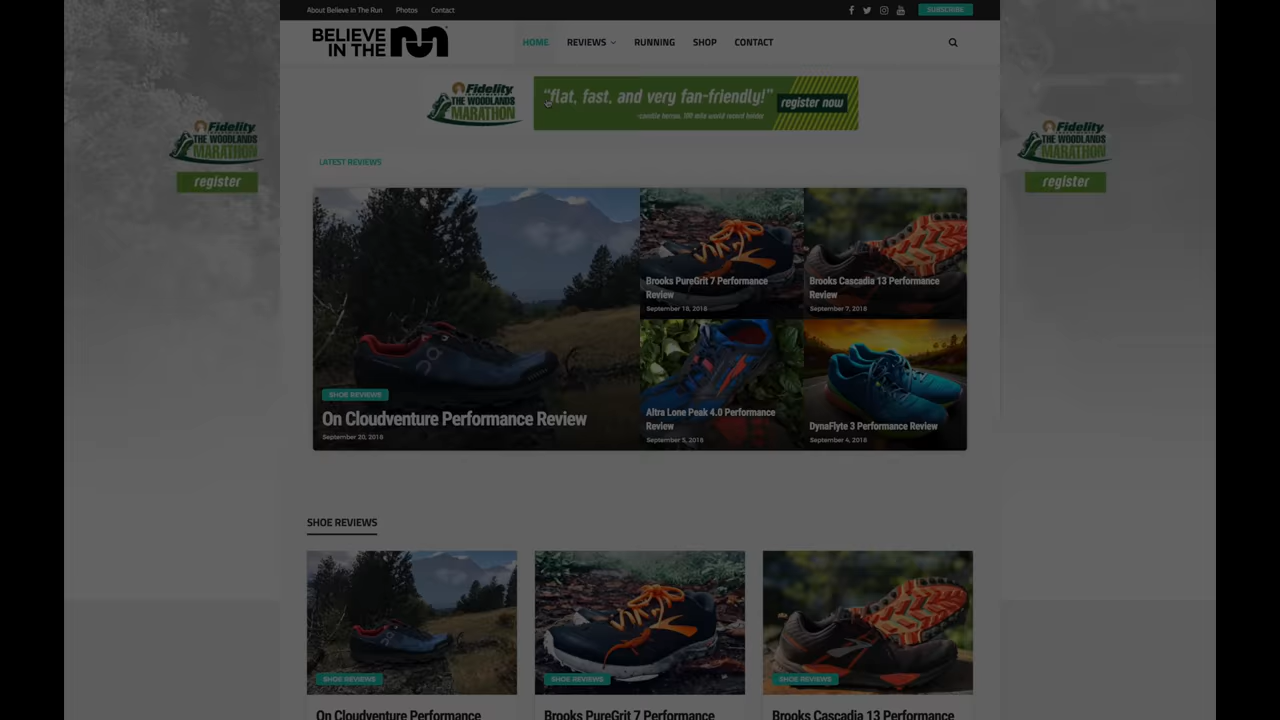 About Believe In The Run Photos Contact SUBSCRIBE
BELIEVE IN THE RUN
HOME REVIEWS RUNNING SHOP CONTACT
Fidelity
THE WOODLANDS
MARATHON
"flat, fast, and very fan-friendly!"
register now
Fidelity
THE WOODLANDS
MARATHON
register
Fidelity
THE WOODLANDS
MARATHON
register
LATEST REVIEWS
SHOE REVIEWS
On Cloudventure Performance Review
September 20, 2018
Brooks PureGrit 7 Performance
Review
September 18, 2018
Brooks Cascadia 13 Performance
Review
September 7, 2018
Altra Lone Peak 4.0 Performance
Review
September 5, 2018
DynaFlyte 3 Performance Review
September 4, 2018
SHOE REVIEWS
SHOE REVIEWS
On Cloudventure Performance
SHOE REVIEWS
Brooks PureGrit 7 Performance
SHOE REVIEWS
Brooks Cascadia 13 Performance